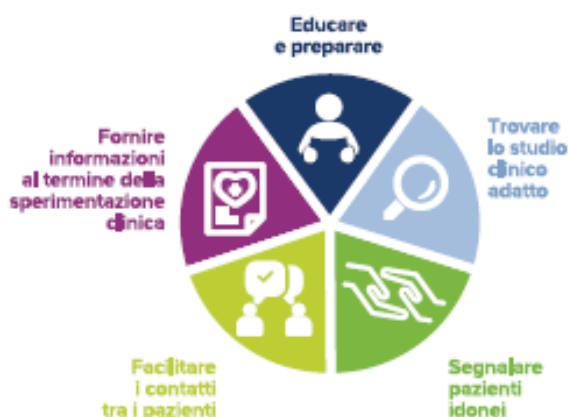 Educare
e preparare
Trovare
lo studio
clinico
adatto
Segnalare
pazienti
idonei
Facilitare
i contatti
tra i pazienti
Fornire
informazioni
al termine della
sperimentazione
clinica